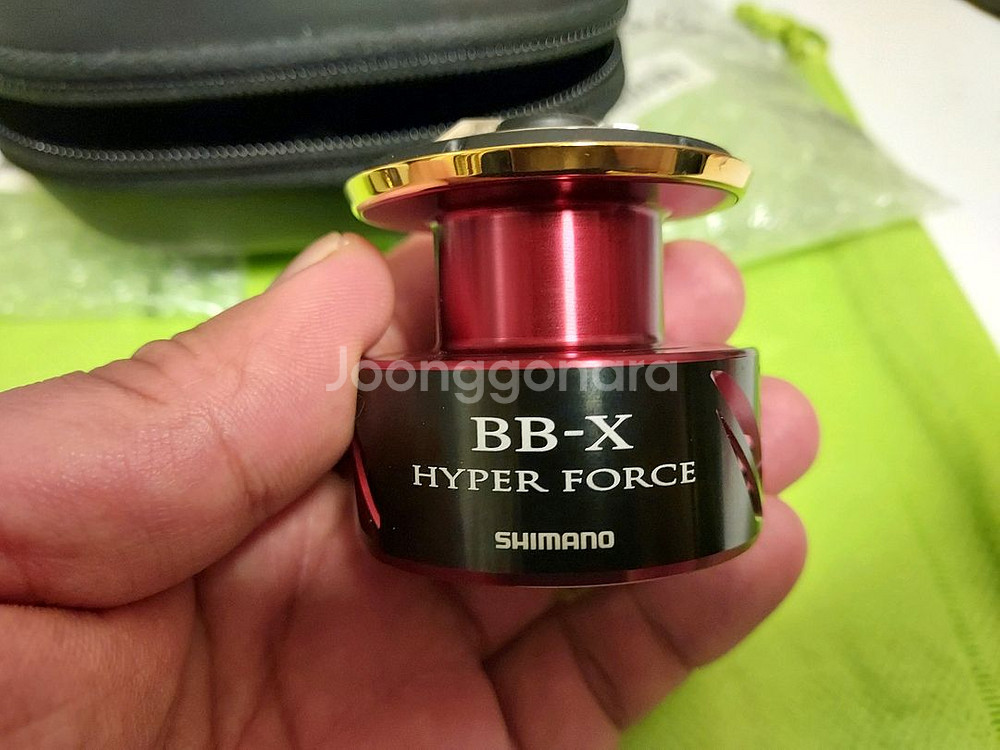 Joonggonara
BB-X
HYPER FORCE
SHIMANO